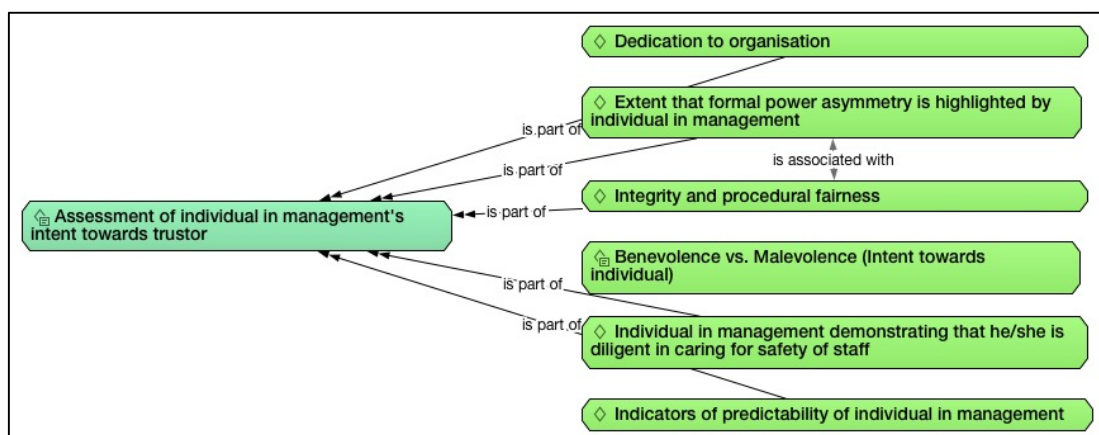 Dedication to organisation
Extent that formal power asymmetry is highlighted by
individual in management
is part of
is part of
is associated with
Assessment of individual in management's
intent towards trustor
is part of
Integrity and procedural fairness
Benevolence vs. Malevolence (Intent towards
individual)
is part of
is part of
Individual in management demonstrating that he/she is
diligent in caring for safety of staff
Indicators of predictability of individual in management